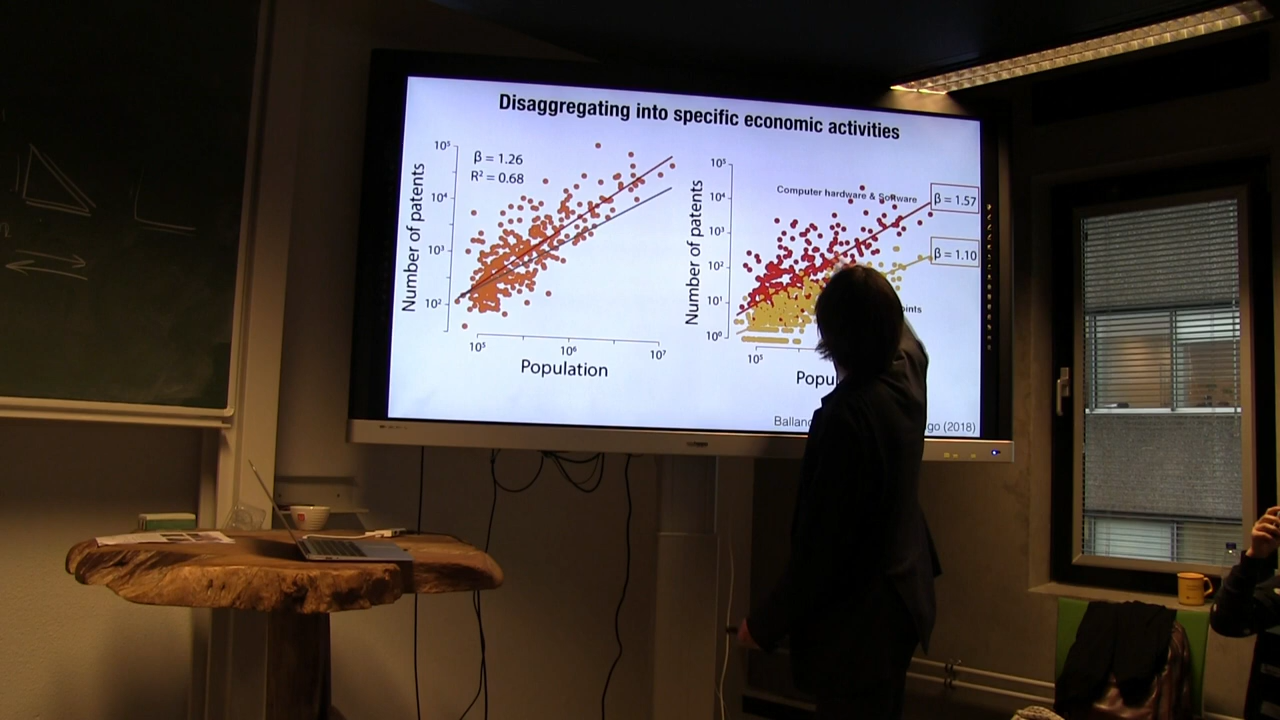 Disaggregating into specific economic activities
Number of patents
10⁵
10⁴
10³
10²
β = 1.26
R² = 0.68
10⁵
10⁶
10⁷
Population
Number of patents
10⁵
10⁴
10³
10²
10¹
10⁰
Computer hardware & Software
β = 1.57
β = 1.10
10⁵
(2018)